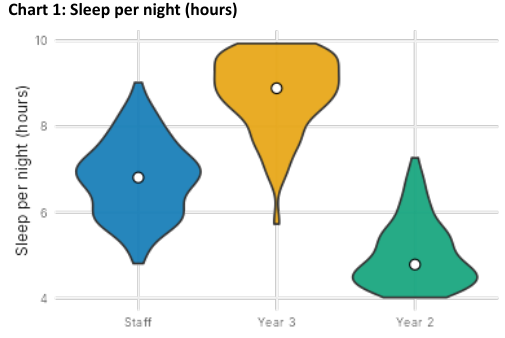 Chart 1: Sleep per night (hours)
10
8
6
4
Sleep per night (hours)
Staff
Year 3
Year 2